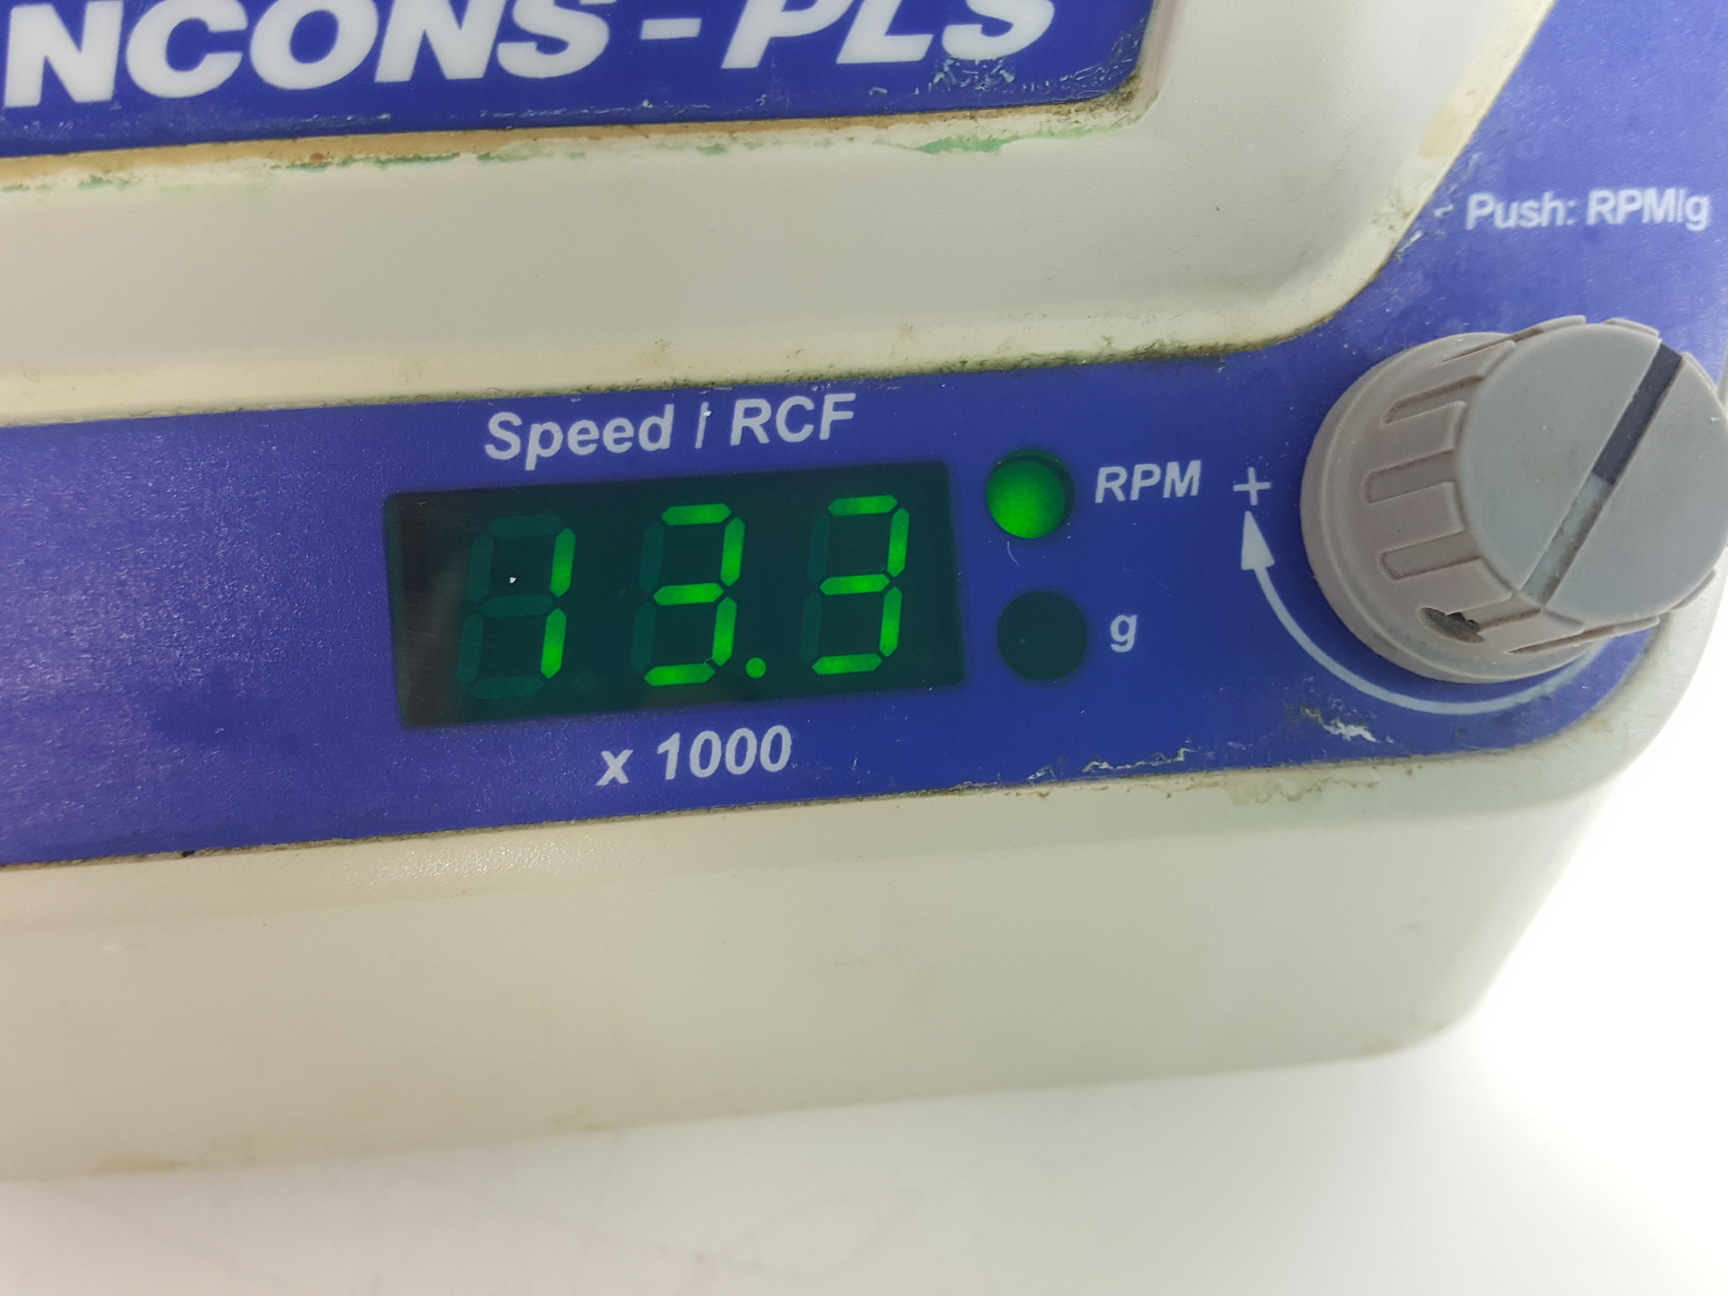 NCONS-PLS
Push: RPM/g
Speed / RCF
13.3
RPM
+
g
x 1000